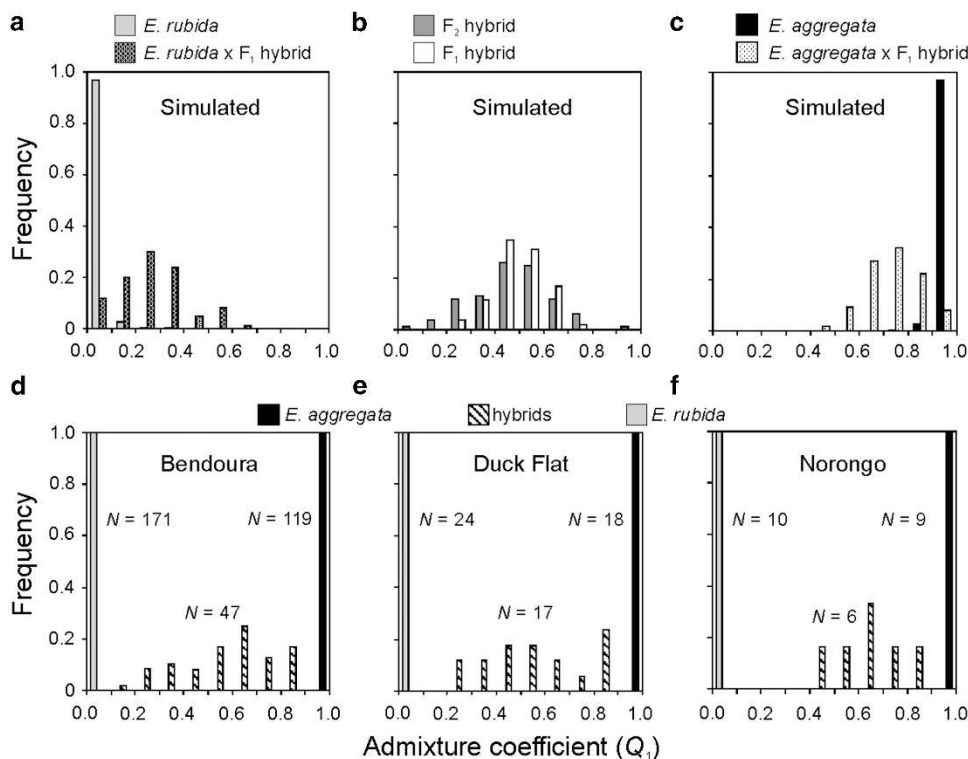 a E. rubida b F₂ hybrid c E. aggregata
E. rubida x F₁ hybrid F₁ hybrid E. aggregata x F₁ hybrid
1.0
0.8
0.6
0.4
0.2
0
Frequency
Simulated Simulated Simulated
0.0 0.2 0.4 0.6 0.8 1.0 0.0 0.2 0.4 0.6 0.8 1.0 0.0 0.2 0.4 0.6 0.8 1.0
d e f
E. aggregata hybrids E. rubida
1.0
0.8
0.6
0.4
0.2
0
Frequency
Bendoura Duck Flat Norongo
N = 171 N = 119 N = 24 N = 18 N = 10 N = 9
N = 47 N = 17 N = 6
0.0 0.2 0.4 0.6 0.8 1.0 0.0 0.2 0.4 0.6 0.8 1.0 0.0 0.2 0.4 0.6 0.8 1.0
Admixture coefficient (Q₁)